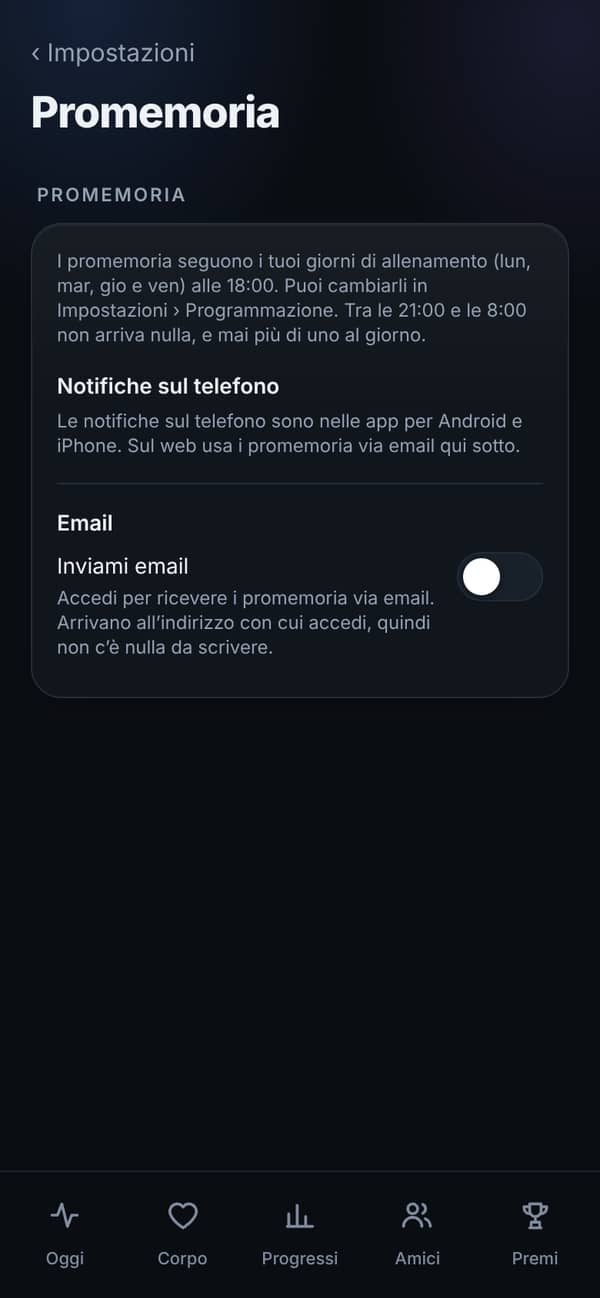 ‹ Impostazioni
Promemoria
PROMEMORIA
I promemoria seguono i tuoi giorni di allenamento (lun,
mar, gio e ven) alle 18:00. Puoi cambiarli in
Impostazioni › Programmazione. Tra le 21:00 e le 8:00
non arriva nulla, e mai più di uno al giorno.
Notifiche sul telefono
Le notifiche sul telefono sono nelle app per Android e
iPhone. Sul web usa i promemoria via email qui sotto.
Email
Inviami email
Accedi per ricevere i promemoria via email.
Arrivano all’indirizzo con cui accedi, quindi
non c’è nulla da scrivere.
Oggi
Corpo
Progressi
Amici
Premi